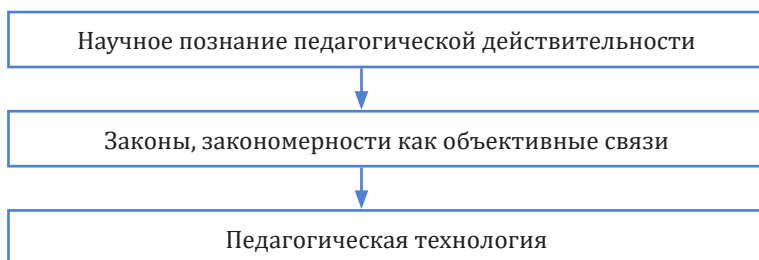 Научное познание педагогической действительности
Законы, закономерности как объективные связи
Педагогическая технология